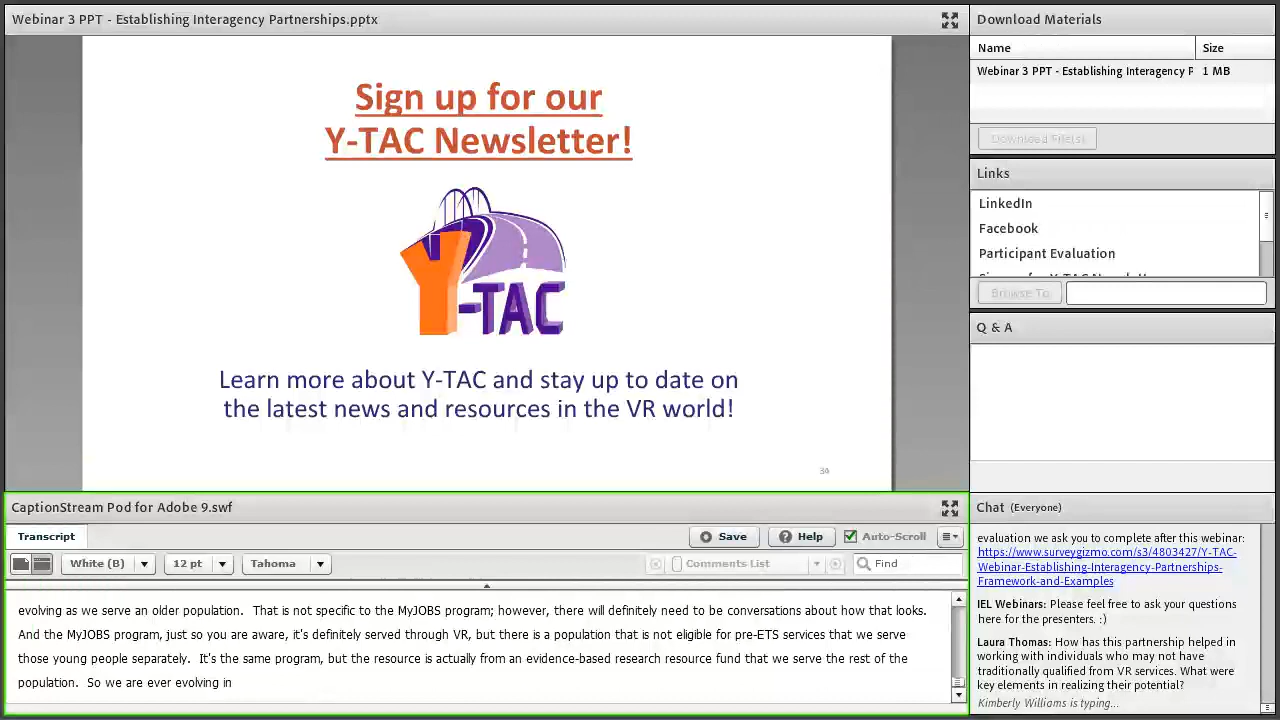 Webinar 3 PPT - Establishing Interagency Partnerships.pptx
Sign up for our
Y-TAC Newsletter!
Y-TAC
Learn more about Y-TAC and stay up to date on
the latest news and resources in the VR world!
34
CaptionStream Pod for Adobe 9.swf
Transcript
Save
Help
Auto-Scroll
White (B)
12 pt
Tahoma
Comments List
Find
evolving as we serve an older population.  That is not specific to the MyJOBS program; however, there will definitely need to be conversations about how that looks.
And the MyJOBS program, just so you are aware, it's definitely served through VR, but there is a population that is not eligible for pre-ETS services that we serve
those young people separately.  It's the same program, but the resource is actually from an evidence-based research resource fund that we serve the rest of the
population.  So we are ever evolving in
Download Materials
Name Size
Webinar 3 PPT - Establishing Interagency P 1 MB
Download File(s)
Links
LinkedIn
Facebook
Participant Evaluation
Browse To
Q & A
Chat (Everyone)
evaluation we ask you to complete after this webinar:
https://www.surveygizmo.com/s3/4803427/Y-TAC-
Webinar-Establishing-Interagency-Partnerships-
Framework-and-Examples
IEL Webinars: Please feel free to ask your questions
here for the presenters. :)
Laura Thomas: How has this partnership helped in
working with individuals who may not have
traditionally qualified from VR services. What were
key elements in realizing their potential?
Kimberly Williams is typing...